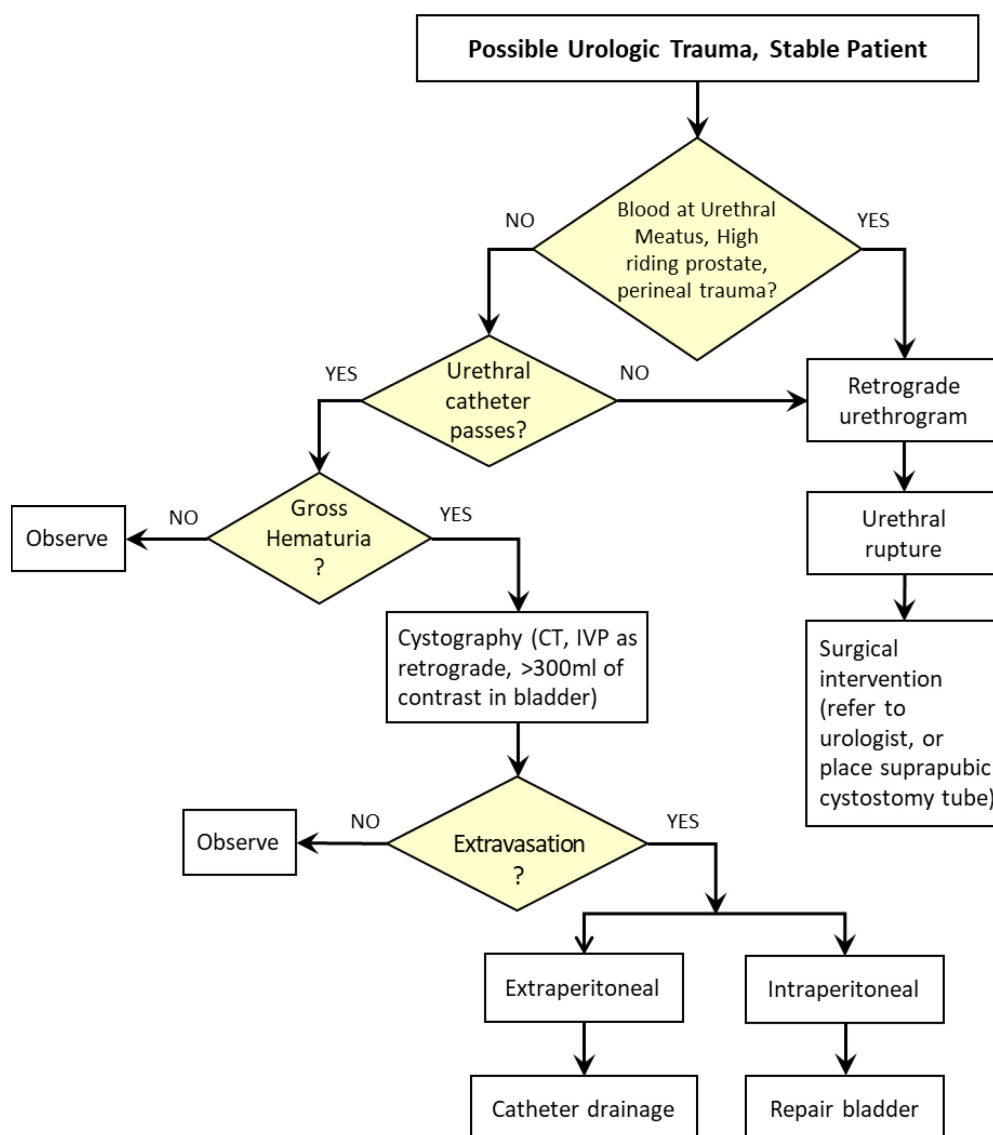 Possible Urologic Trauma, Stable Patient
NO
Blood at Urethral
Meatus, High
riding prostate,
perineal trauma?
YES
YES
Urethral
catheter
passes?
NO
Retrograde
urethrogram
Observe
NO
Gross
Hematuria
?
YES
Urethral
rupture
Cystography (CT, IVP as
retrograde, >300ml of
contrast in bladder)
Surgical
intervention
(refer to
urologist, or
place suprapubic
cystostomy tube)
Observe
NO
Extravasation
?
YES
Extraperitoneal
Intraperitoneal
Catheter drainage
Repair bladder